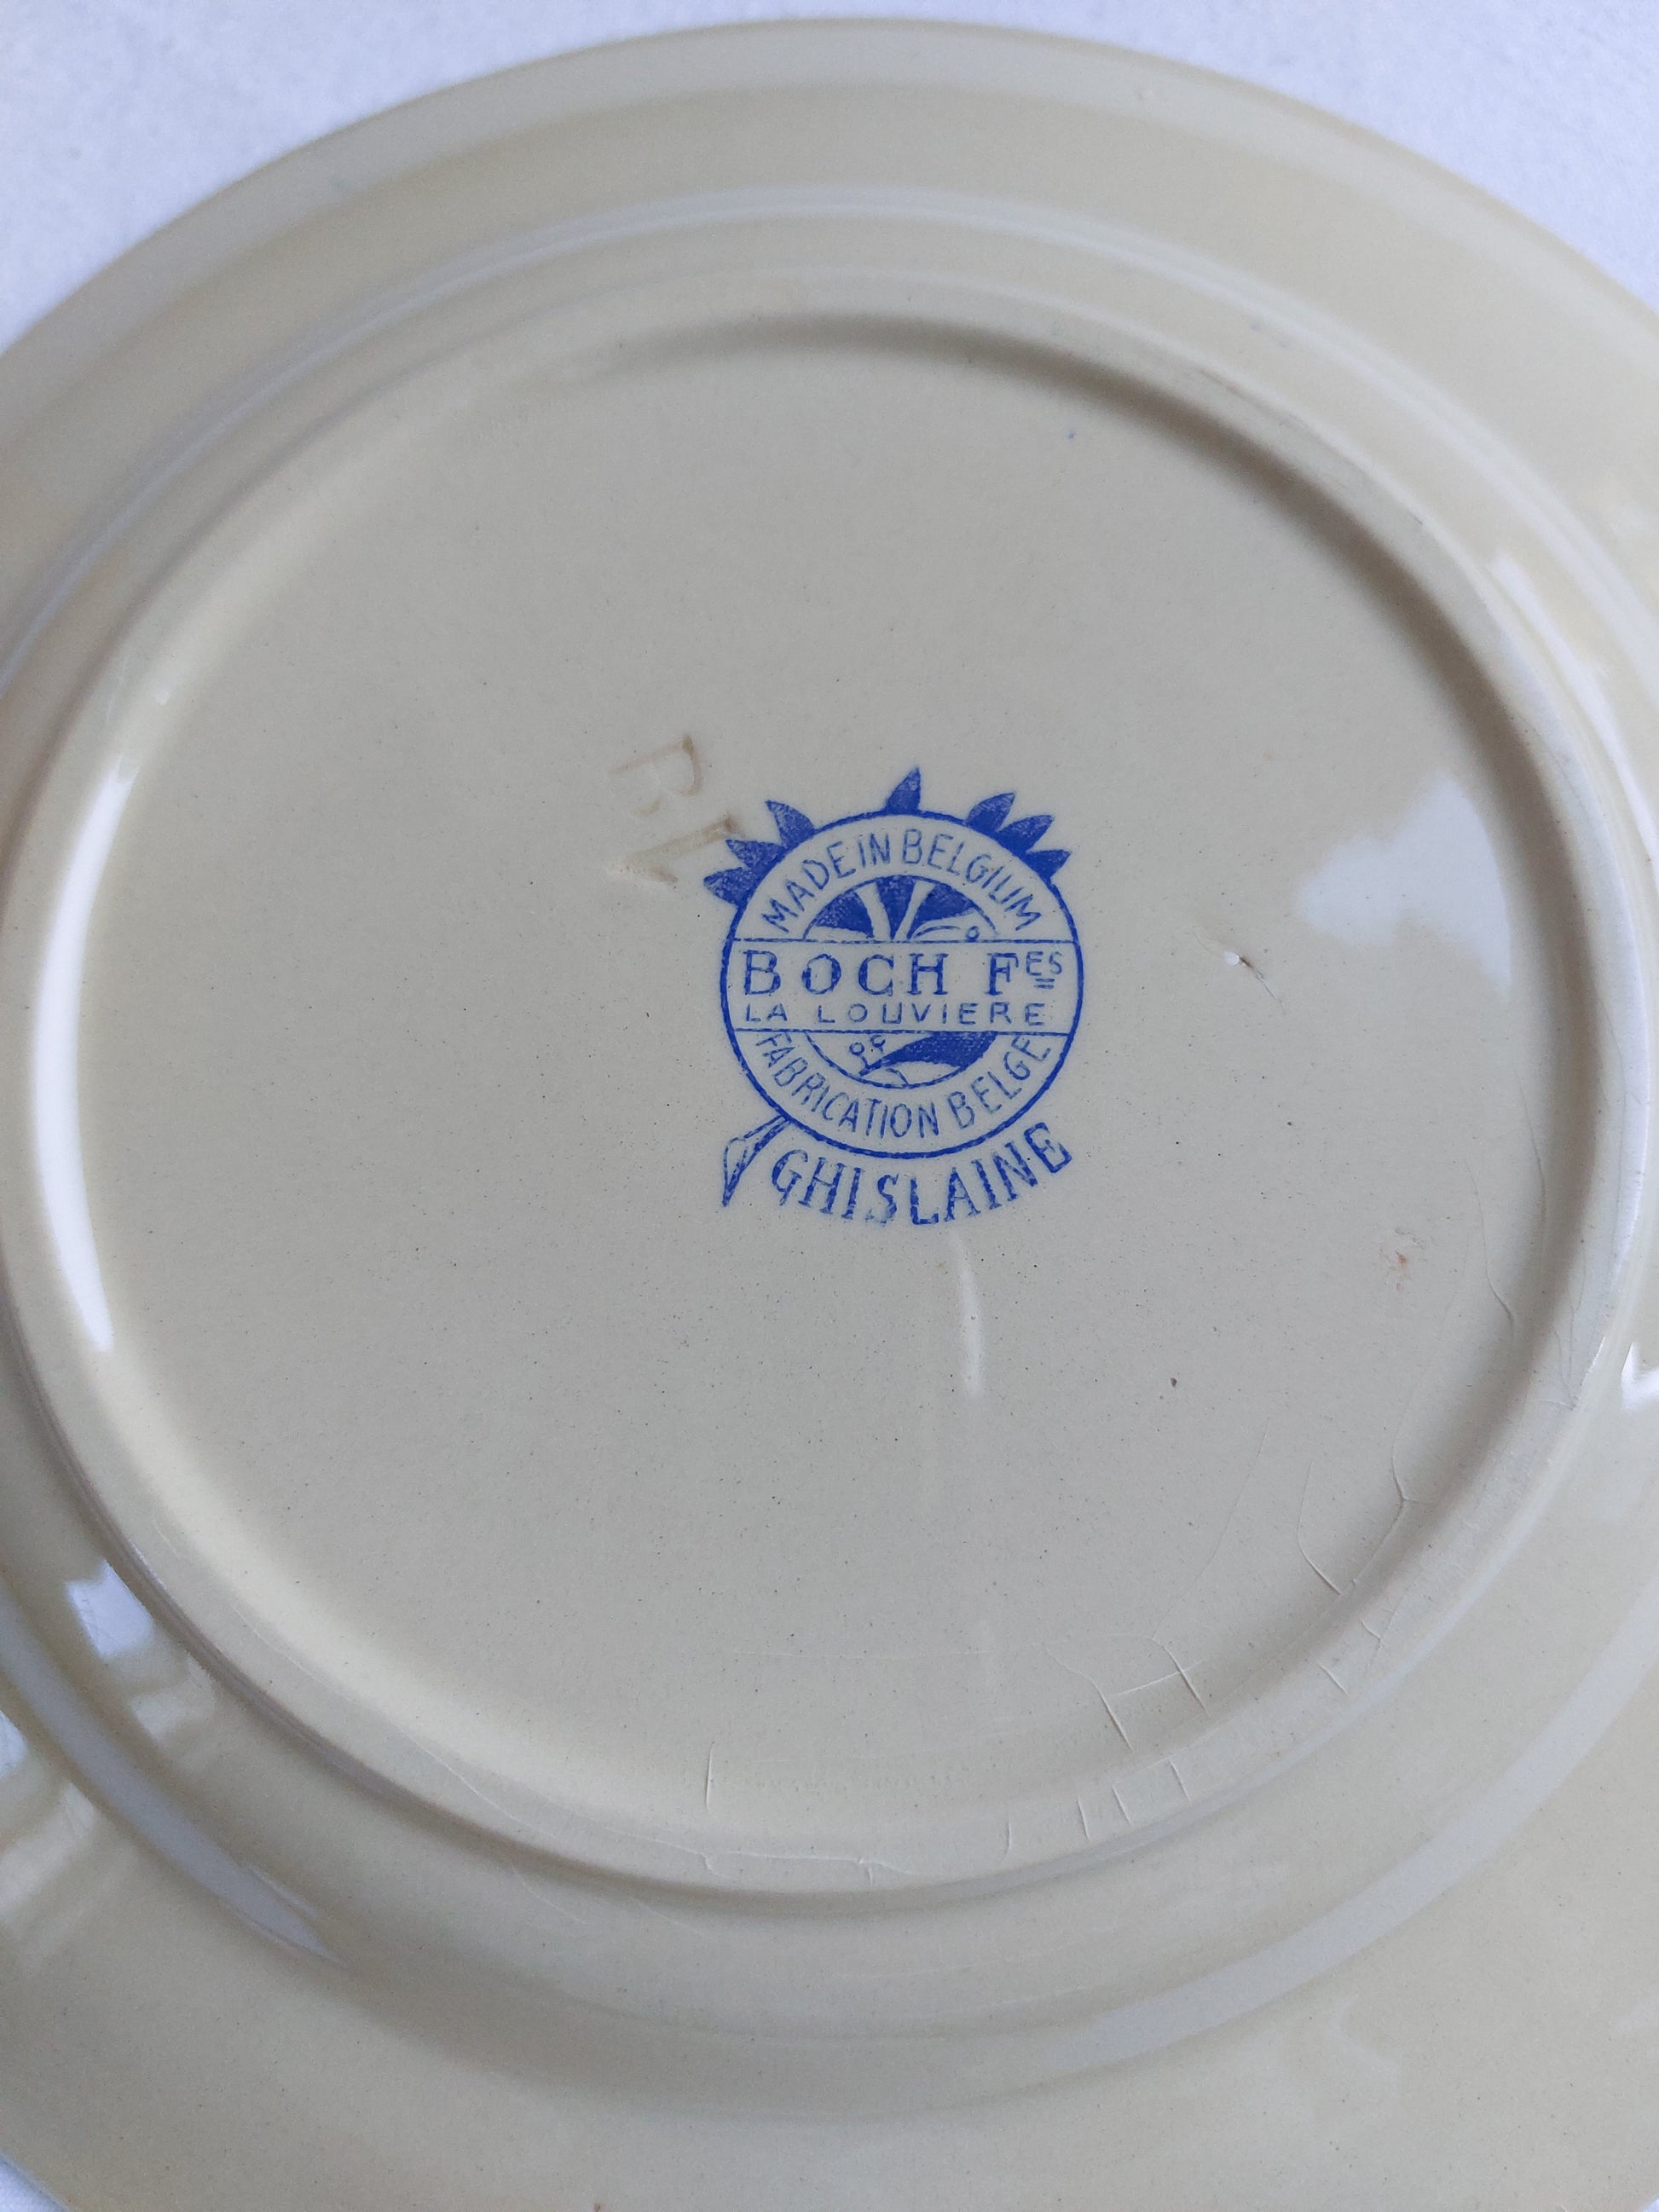 MADE IN BELGIUM
BOCH Fes
LA LOUVIERE
FABRICATION BELGE
GHISLAINE